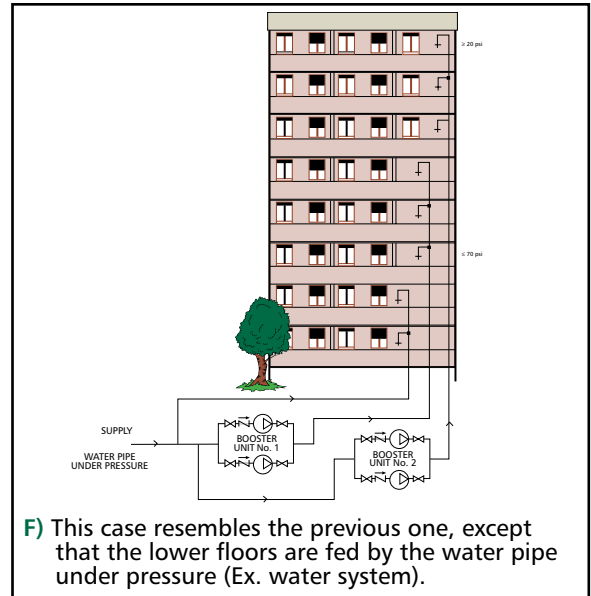 ≥ 20 psi
≤ 70 psi
SUPPLY
WATER PIPE
UNDER PRESSURE
BOOSTER
UNIT No. 1
BOOSTER
UNIT No. 2
F) This case resembles the previous one, except
that the lower floors are fed by the water pipe
under pressure (Ex. water system).